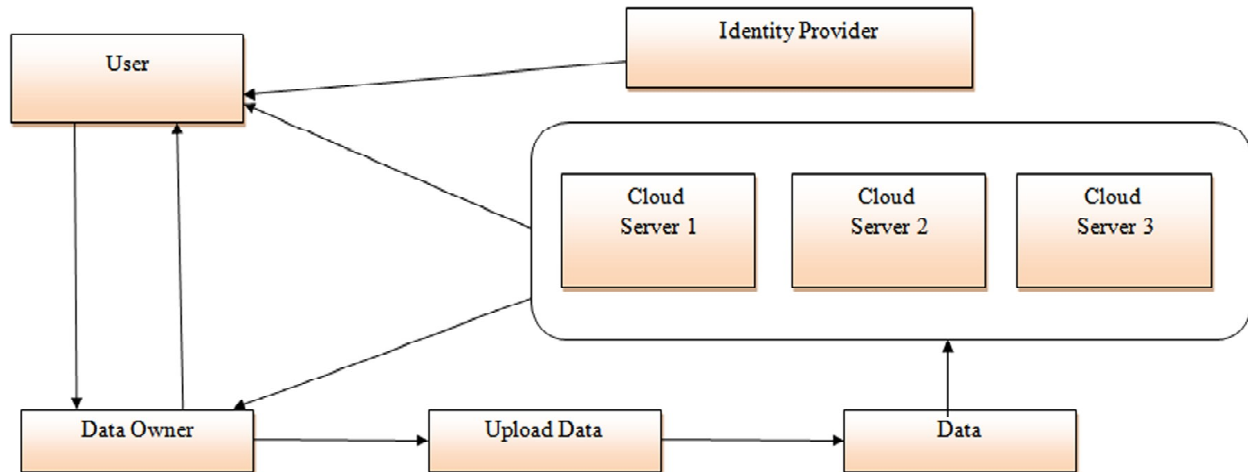 Identity Provider
User
Cloud
Server 1
Cloud
Server 2
Cloud
Server 3
Data Owner
Upload Data
Data